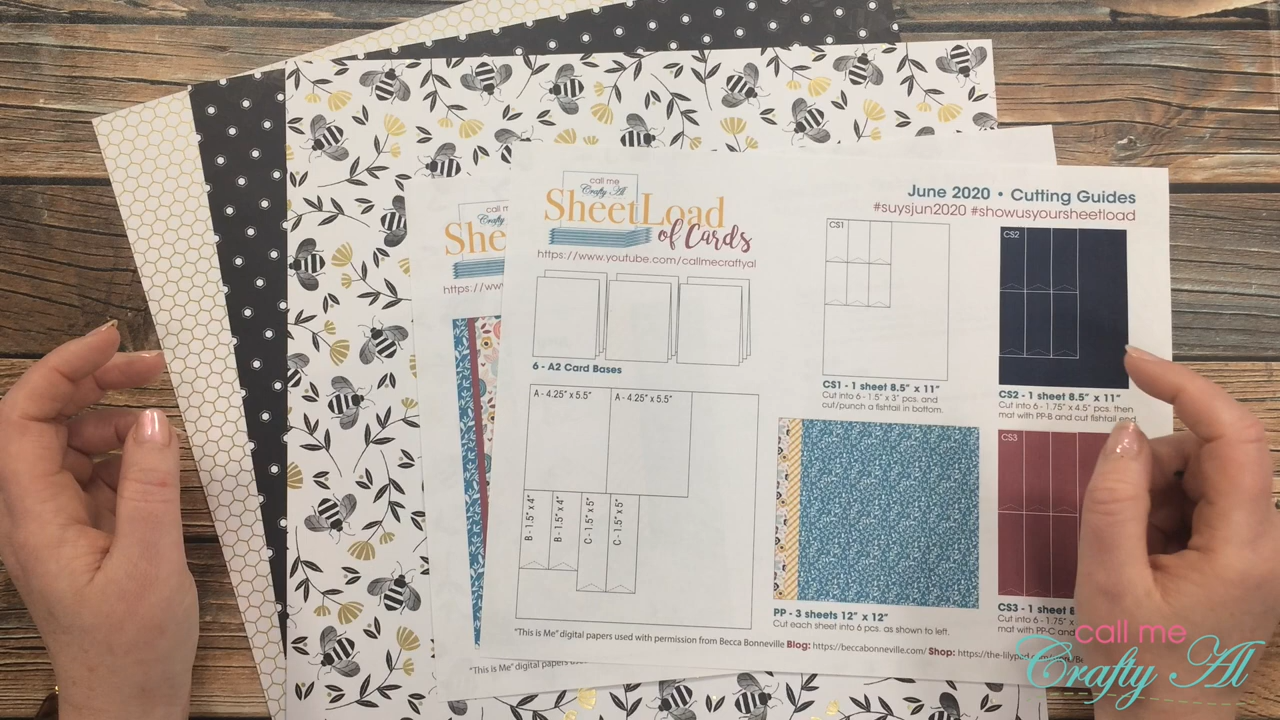 call me
Crafty Al
SheetLoad
of Cards
https://www.youtube.com/callmecraftyal
June 2020 • Cutting Guides
#suysjun2020 #showusyoursheetload
6 - A2 Card Bases
A - 4.25" x 5.5"
A - 4.25" x 5.5"
B - 1.5" x 4"
B - 1.5" x 4"
C - 1.5" x 5"
C - 1.5" x 5"
CS1
CS1 - 1 sheet 8.5" x 11"
Cut into 6 - 1.5" x 3" pcs. and
cut/punch a fishtail in bottom.
CS2
CS2 - 1 sheet 8.5" x 11"
Cut into 6 - 1.75" x 4.5" pcs. then
mat with PP-B and cut fishtail end.
PP - 3 sheets 12" x 12"
Cut each sheet into 6 pcs. as shown to left.
CS3
CS3 - 1 sheet 8
Cut into 6 - 1.75" x
mat with PP-C and
"This is Me" digital papers used with permission from Becca Bonneville Blog: https://beccabonneville.com/ Shop: https://the-lilypad.com/
call m
Craft
She
https://ww
"This is Me" digital papers
call me
Crafty Al